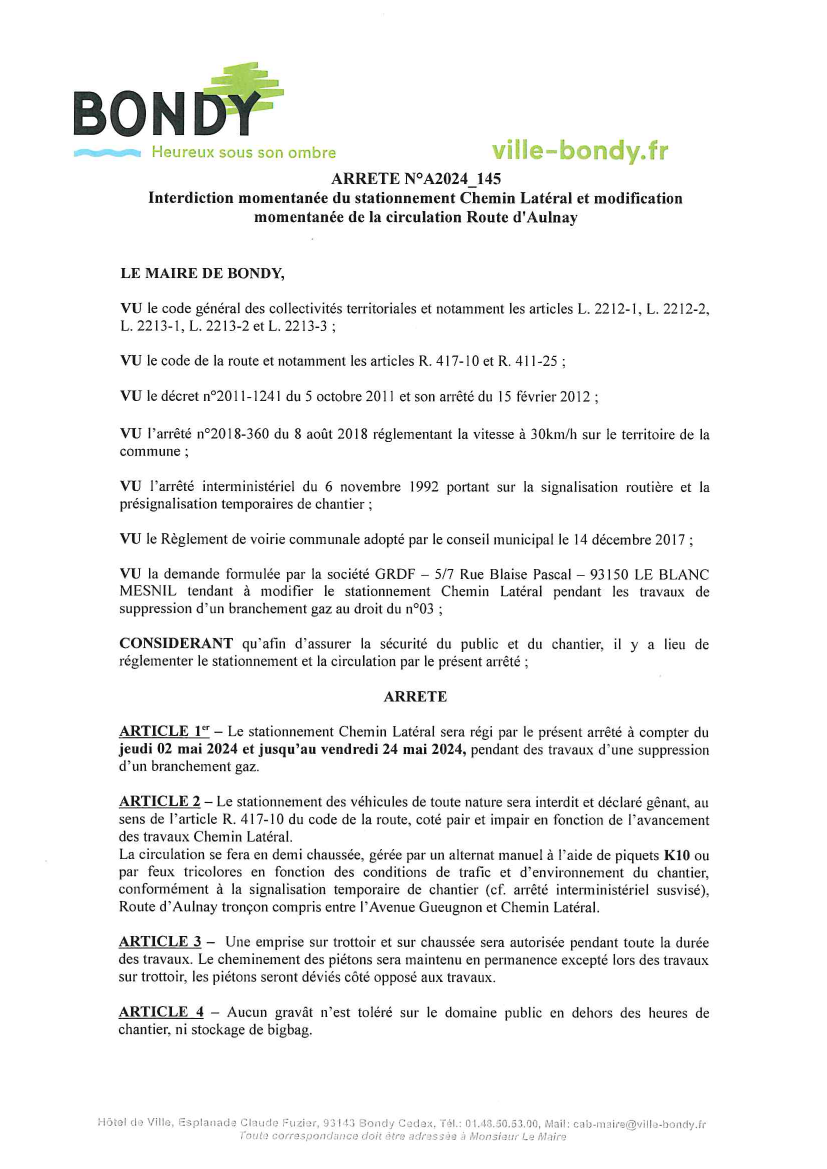 BONDY
Heureux sous son ombre
ville-bondy.fr
ARRETE N°A2024_145
Interdiction momentanée du stationnement Chemin Latéral et modification
momentanée de la circulation Route d'Aulnay
LE MAIRE DE BONDY,
VU le code général des collectivités territoriales et notamment les articles L. 2212-1, L. 2212-2,
L. 2213-1, L. 2213-2 et L. 2213-3 ;
VU le code de la route et notamment les articles R. 417-10 et R. 411-25 ;
VU le décret n°2011-1241 du 5 octobre 2011 et son arrêté du 15 février 2012 ;
VU l'arrêté n°2018-360 du 8 août 2018 réglementant la vitesse à 30km/h sur le territoire de la
commune ;
VU l'arrêté interministériel du 6 novembre 1992 portant sur la signalisation routière et la
présignalisation temporaires de chantier ;
VU le Règlement de voirie communale adopté par le conseil municipal le 14 décembre 2017 ;
VU la demande formulée par la société GRDF – 5/7 Rue Blaise Pascal – 93150 LE BLANC
MESNIL tendant à modifier le stationnement Chemin Latéral pendant les travaux de
suppression d'un branchement gaz au droit du n°03 ;
CONSIDERANT qu'afin d'assurer la sécurité du public et du chantier, il y a lieu de
réglementer le stationnement et la circulation par le présent arrêté ;
ARRETE
ARTICLE 1er – Le stationnement Chemin Latéral sera régi par le présent arrêté à compter du
jeudi 02 mai 2024 et jusqu'au vendredi 24 mai 2024, pendant des travaux d'une suppression
d'un branchement gaz.
ARTICLE 2 – Le stationnement des véhicules de toute nature sera interdit et déclaré gênant, au
sens de l'article R. 417-10 du code de la route, coté pair et impair en fonction de l'avancement
des travaux Chemin Latéral.
La circulation se fera en demi chaussée, gérée par un alternat manuel à l'aide de piquets K10 ou
par feux tricolores en fonction des conditions de trafic et d'environnement du chantier,
conformément à la signalisation temporaire de chantier (cf. arrêté interministériel susvisé),
Route d'Aulnay tronçon compris entre l'Avenue Gueugnon et Chemin Latéral.
ARTICLE 3 – Une emprise sur trottoir et sur chaussée sera autorisée pendant toute la durée
des travaux. Le cheminement des piétons sera maintenu en permanence excepté lors des travaux
sur trottoir, les piétons seront déviés côté opposé aux travaux.
ARTICLE 4 – Aucun gravât n'est toléré sur le domaine public en dehors des heures de
chantier, ni stockage de bigbag.
Hôtel de Ville, Esplanade Claude Fuzier, 93143 Bondy Cedex, Tél.: 01.48.50.53.00, Mail: cab-maire@ville-bondy.fr
Toute correspondance doit être adressée à Monsieur Le Maire